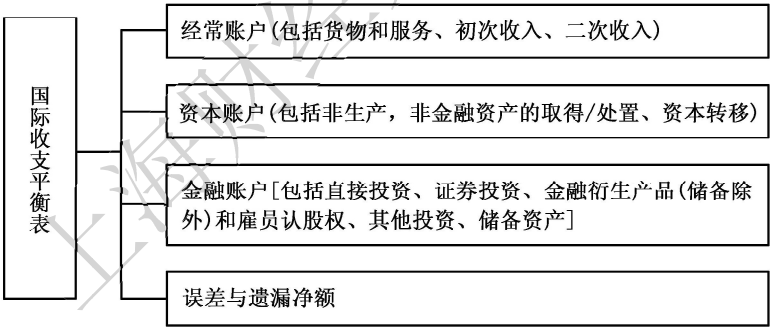 国际收支平衡表
经常账户(包括货物和服务、初次收入、二次收入)
资本账户(包括非生产,非金融资产的取得/处置、资本转移)
金融账户[包括直接投资、证券投资、金融衍生产品(储备除
外)和雇员认股权、其他投资、储备资产]
误差与遗漏净额
上海财经